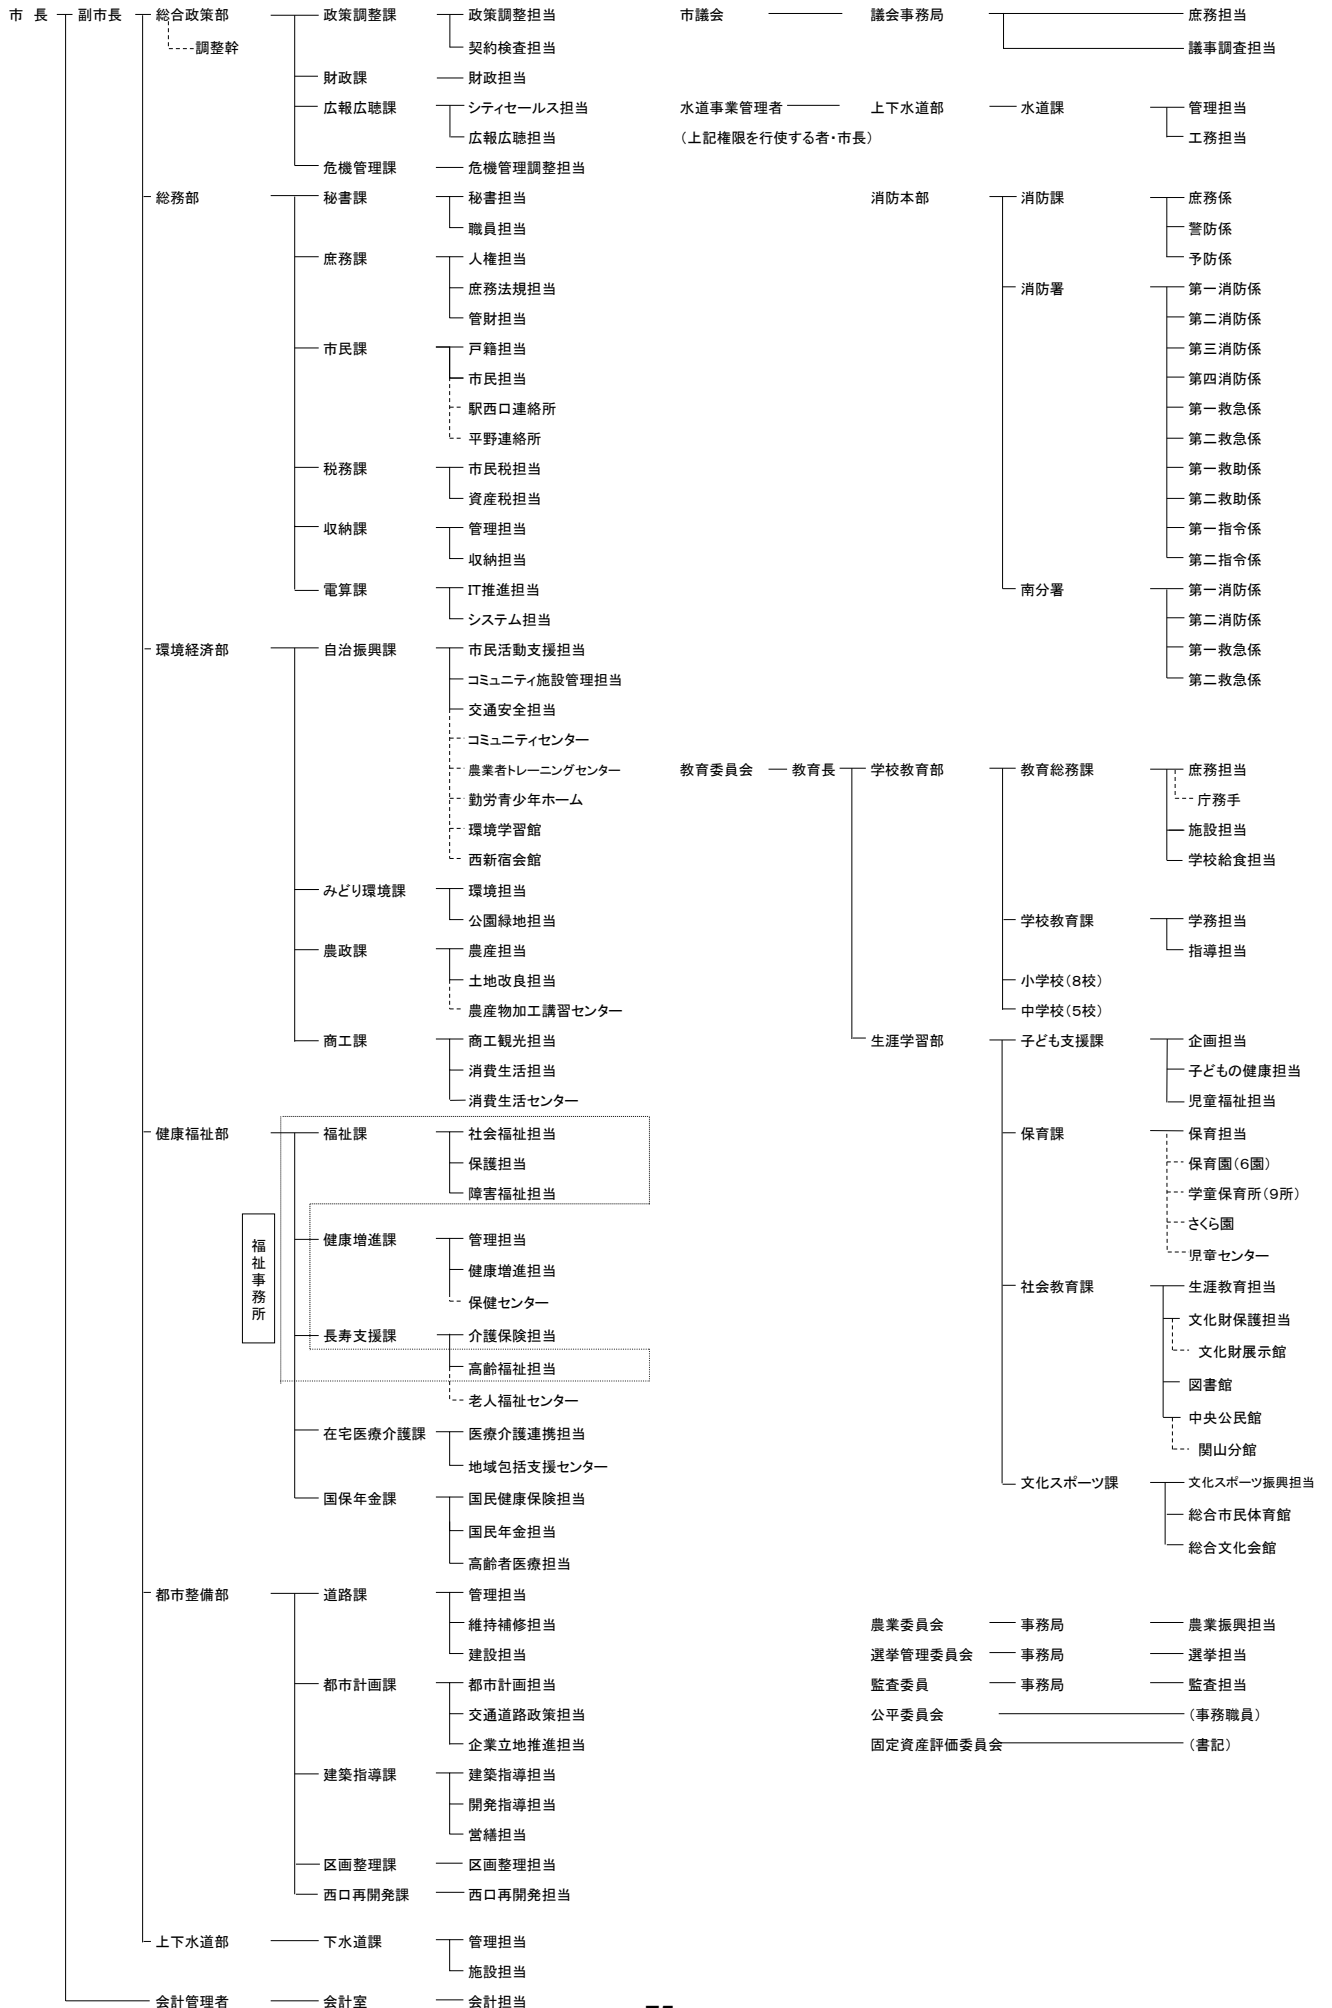 市 長 副市長 総合政策部 政策調整課 政策調整担当
調整幹 契約検査担当
財政課 財政担当
広報広聴課 シティセールス担当
広報広聴担当
危機管理課 危機管理調整担当
総務部 秘書課 秘書担当
職員担当
庶務課 人権担当
庶務法規担当
管財担当
市民課 戸籍担当
市民担当
駅西口連絡所
平野連絡所
税務課 市民税担当
資産税担当
収納課 管理担当
収納担当
電算課 IT推進担当
システム担当
環境経済部 自治振興課 市民活動支援担当
コミュニティ施設管理担当
交通安全担当
コミュニティセンター
農業者トレーニングセンター
勤労青少年ホーム
環境学習館
西新宿会館
みどり環境課 環境担当
公園緑地担当
農政課 農産担当
土地改良担当
農産物加工講習センター
商工課 商工観光担当
消費生活担当
消費生活センター
健康福祉部 福祉課 社会福祉担当
保護担当
障害福祉担当
福祉事務所
健康増進課 管理担当
健康増進担当
保健センター
長寿支援課 介護保険担当
高齢福祉担当
老人福祉センター
在宅医療介護課 医療介護連携担当
地域包括支援センター
国保年金課 国民健康保険担当
国民年金担当
高齢者医療担当
都市整備部 道路課 管理担当
維持補修担当
建設担当
都市計画課 都市計画担当
交通道路政策担当
企業立地推進担当
建築指導課 建築指導担当
開発指導担当
営繕担当
区画整理課 区画整理担当
西口再開発課 西口再開発担当
上下水道部 下水道課 管理担当
施設担当
会計管理者 会計室 会計担当
市議会 議会事務局 庶務担当
議事調査担当
水道事業管理者 上下水道部 水道課 管理担当
(上記権限を行使する者・市長) 工務担当
消防本部 消防課 庶務係
警防係
予防係
消防署 第一消防係
第二消防係
第三消防係
第四消防係
第一救急係
第二救急係
第一救助係
第二救助係
第一指令係
第二指令係
南分署 第一消防係
第二消防係
第一救急係
第二救急係
教育委員会 教育長 学校教育部 教育総務課 庶務担当
庁務手
施設担当
学校給食担当
学校教育課 学務担当
指導担当
小学校(8校)
中学校(5校)
生涯学習部 子ども支援課 企画担当
子どもの健康担当
児童福祉担当
保育課 保育担当
保育園(6園)
学童保育所(9所)
さくら園
児童センター
社会教育課 生涯教育担当
文化財保護担当
文化財展示館
図書館
中央公民館
関山分館
文化スポーツ課 文化スポーツ振興担当
総合市民体育館
総合文化会館
農業委員会 事務局 農業振興担当
選挙管理委員会 事務局 選挙担当
監査委員 事務局 監査担当
公平委員会 (事務職員)
固定資産評価委員会 (書記)